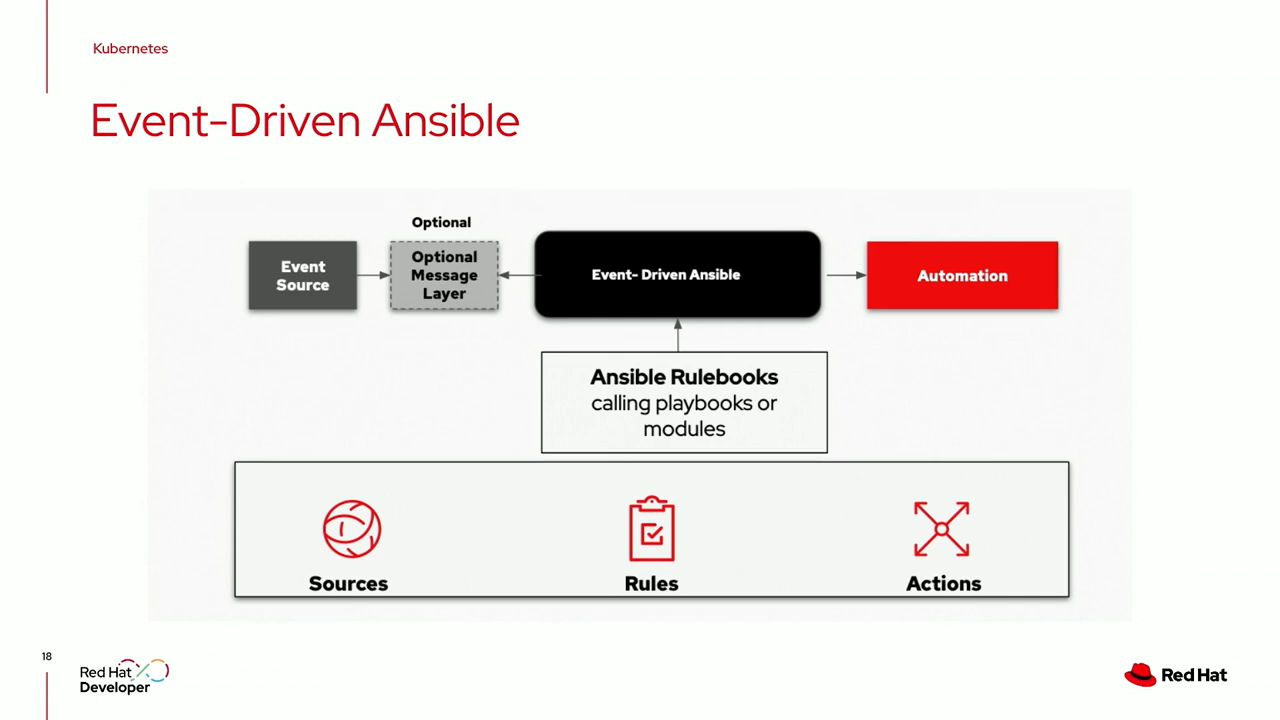 Kubernetes
Event-Driven Ansible
Optional
Event
Source
Optional
Message
Layer
Event- Driven Ansible
Automation
Ansible Rulebooks
calling playbooks or
modules
Sources
Rules
Actions
18
Red Hat
Developer
Red Hat